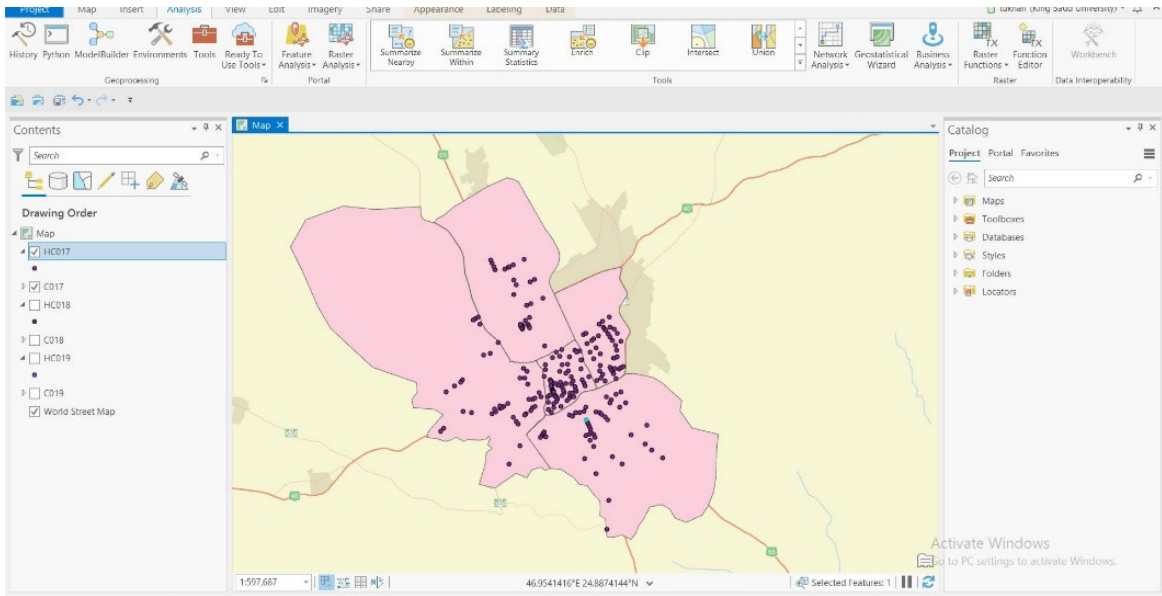 Project Map Insert Analysis View Edit Imagery Share Appearance Labeling Data
(King Saud University)
History Python ModelBuilder Environments Tools Ready To Use Tools Feature Analysis Raster Analysis Summarize Nearby Summarize Within Summary Statistics Enrich Clip Intersect Union Network Analysis Geostatistical Wizard Business Analysis Raster Functions Function Editor Workbench
Geoprocessing Portal Tools Raster Data Interoperability
Contents
Search
Drawing Order
Map
HC017
C017
HC018
C018
HC019
C019
World Street Map
Map
40
40
1:597,687
46.9541416°E 24.8874144°N
Selected Features: 1
Catalog
Project Portal Favorites
Search
Maps
Toolboxes
Databases
Styles
Folders
Locators
Activate Windows
Go to PC settings to activate Windows.